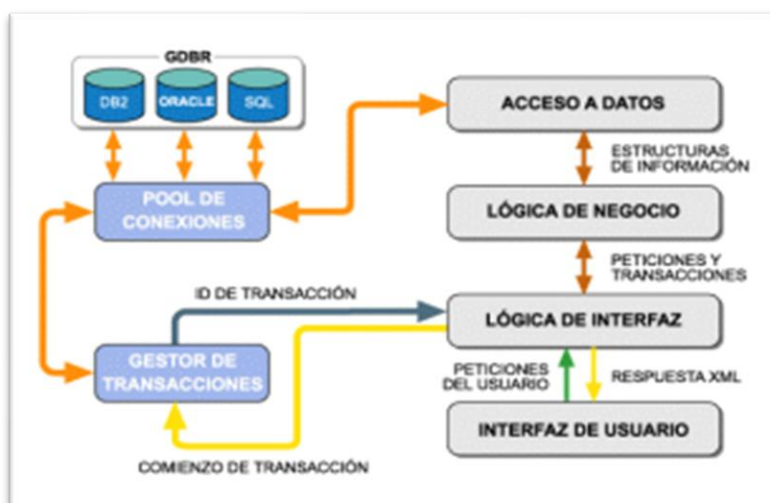 GDBR
DB2
ORACLE
SQL
ACCESO A DATOS
ESTRUCTURAS
DE INFORMACIÓN
POOL DE
CONEXIONES
LÓGICA DE NEGOCIO
PETICIONES Y
TRANSACCIONES
ID DE TRANSACCIÓN
LÓGICA DE INTERFAZ
GESTOR DE
TRANSACCIONES
PETICIONES
DEL USUARIO
RESPUESTA XML
INTERFAZ DE USUARIO
COMIENZO DE TRANSACCIÓN